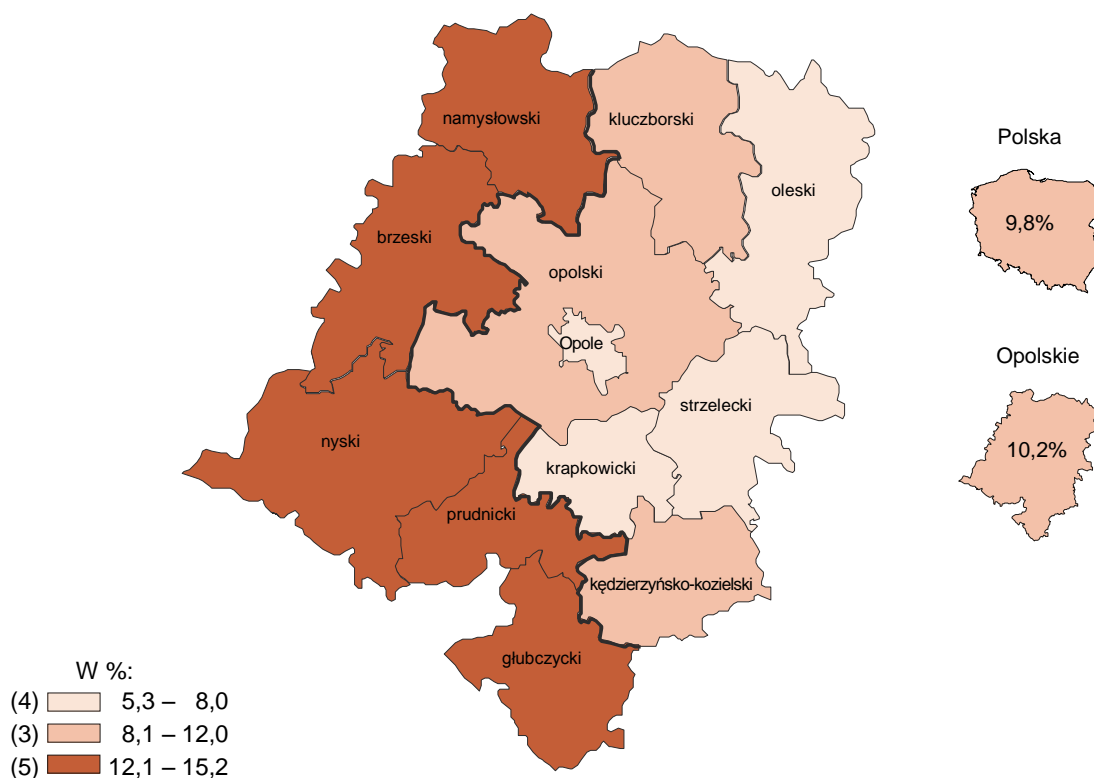 namysłowski
kluczborski
oleski
brzeski
opolski
Opole
strzelecki
nyski
krapkowicki
prudnicki
kędzierzyńsko-kozielski
głubczycki
Polska
9,8%
Opolskie
10,2%
W %:
(4) 5,3 – 8,0
(3) 8,1 – 12,0
(5) 12,1 – 15,2